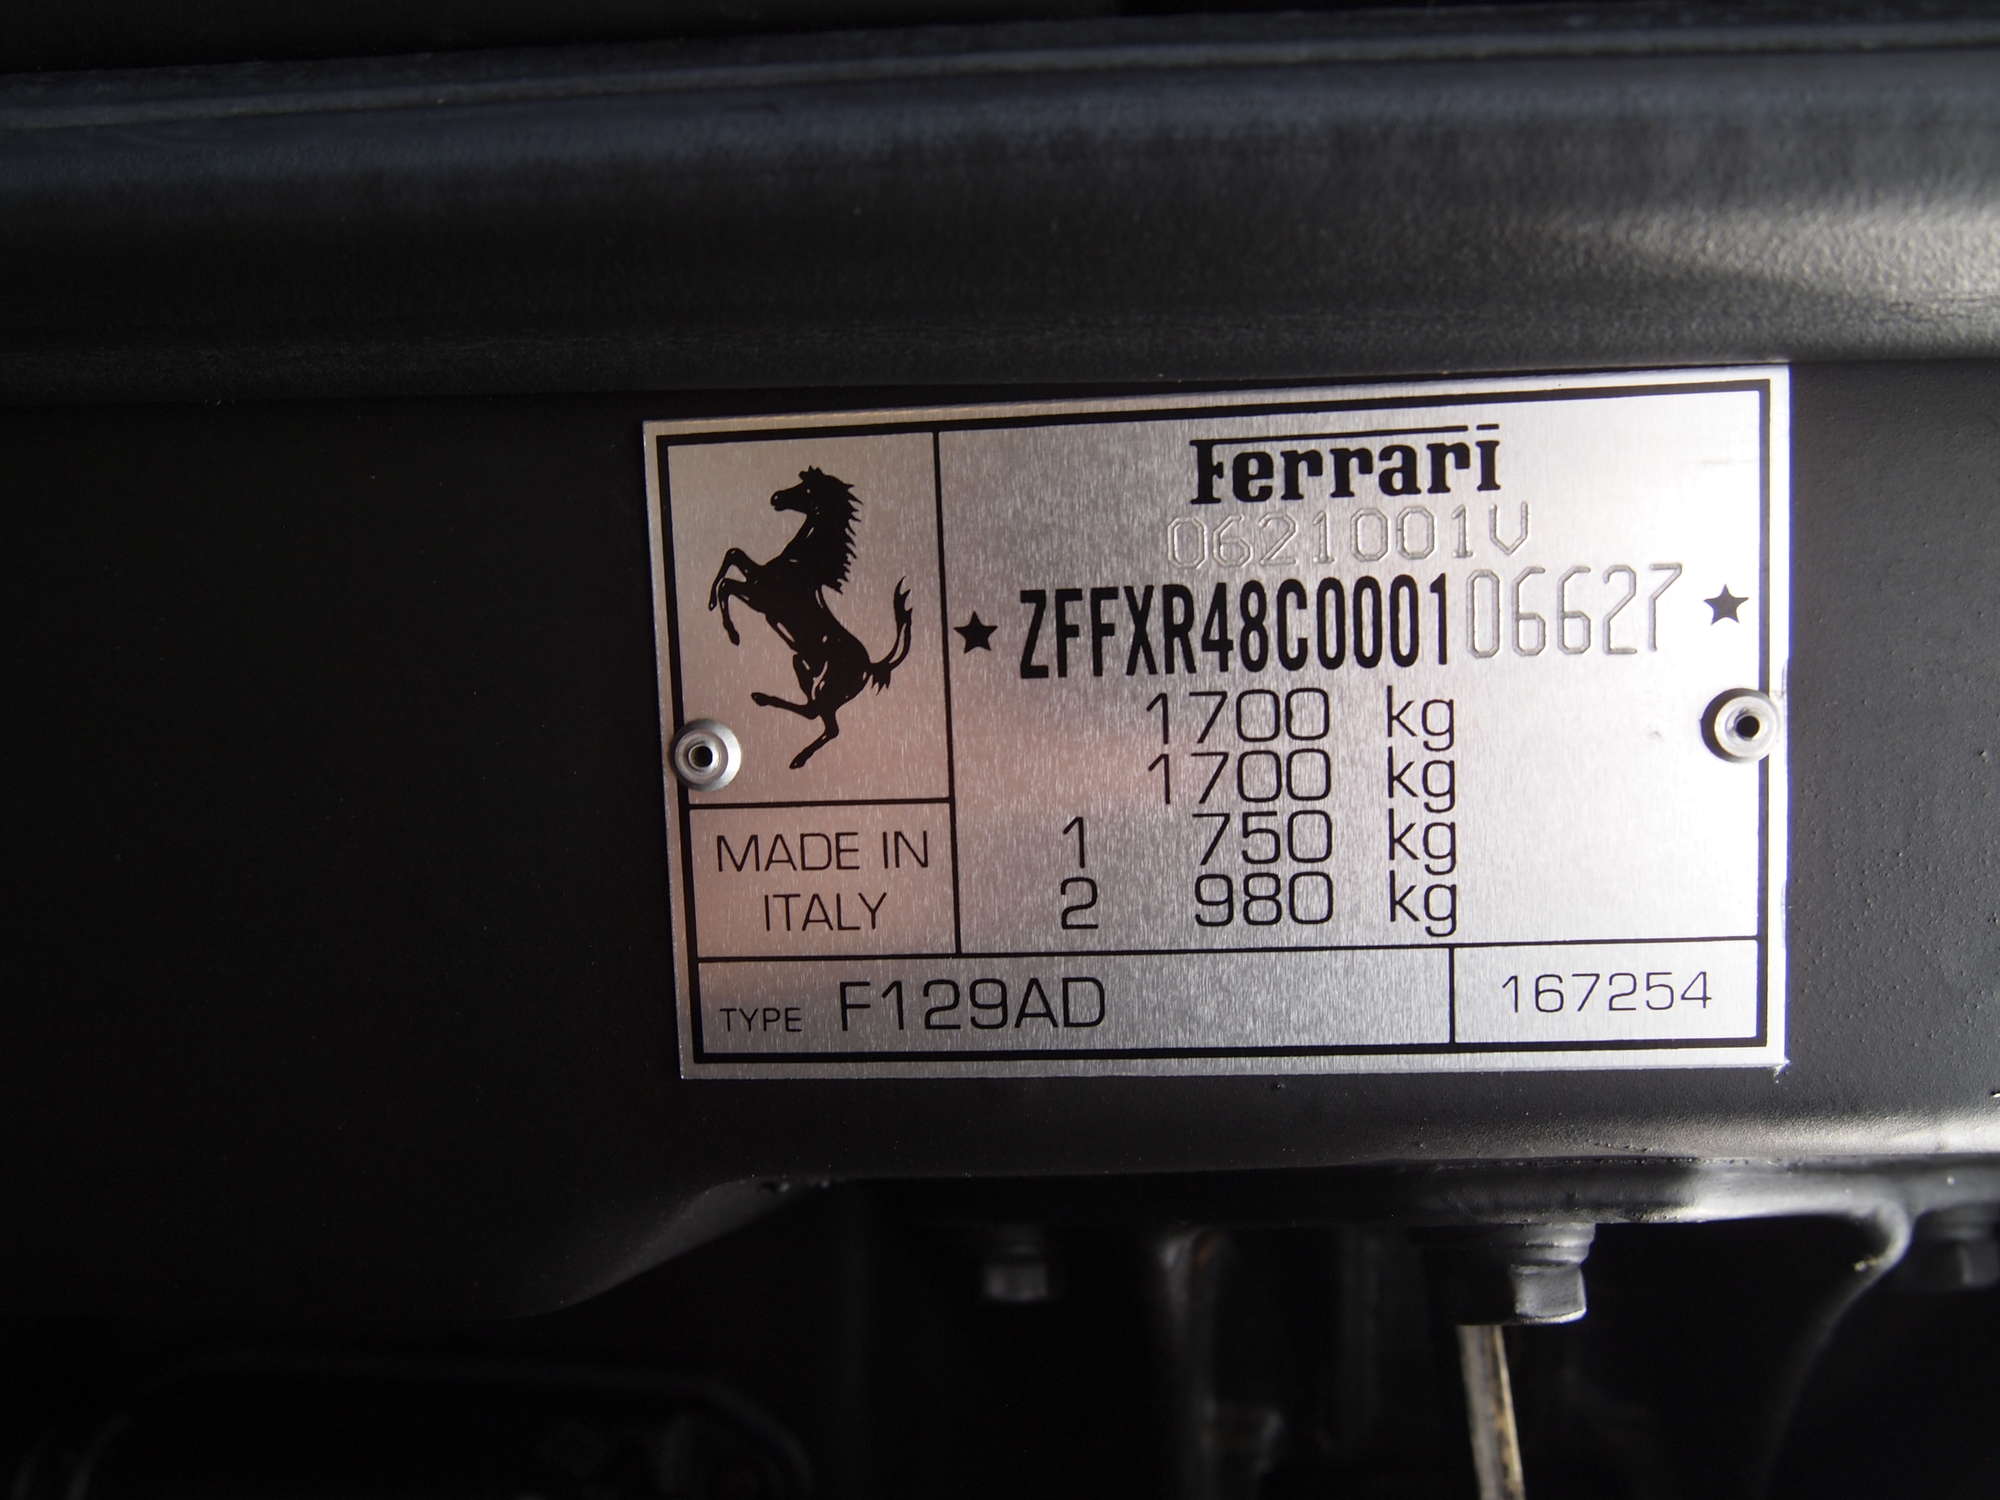 Ferrari
0621001V
★ ZFFXR48C000106627 ★
1700 kg
1700 kg
1 750 kg
2 980 kg
MADE IN
ITALY
TYPE F129AD
167254